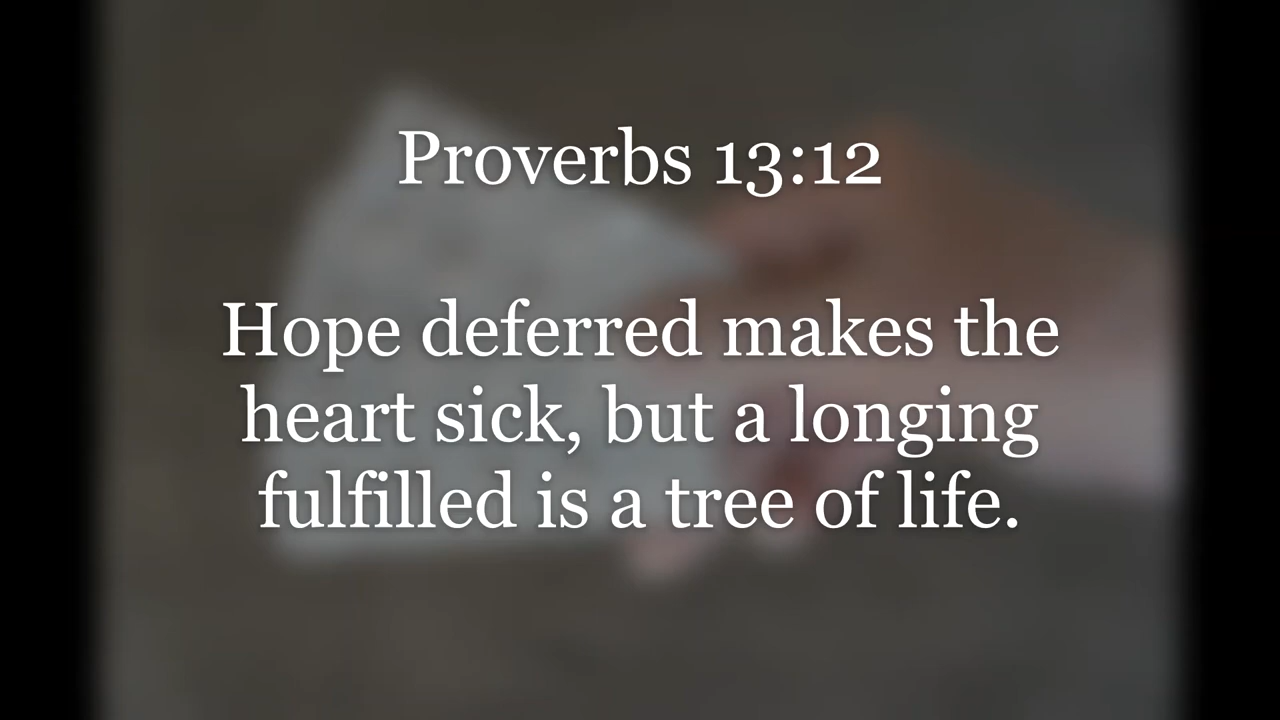 Proverbs 13:12
Hope deferred makes the
heart sick, but a longing
fulfilled is a tree of life.